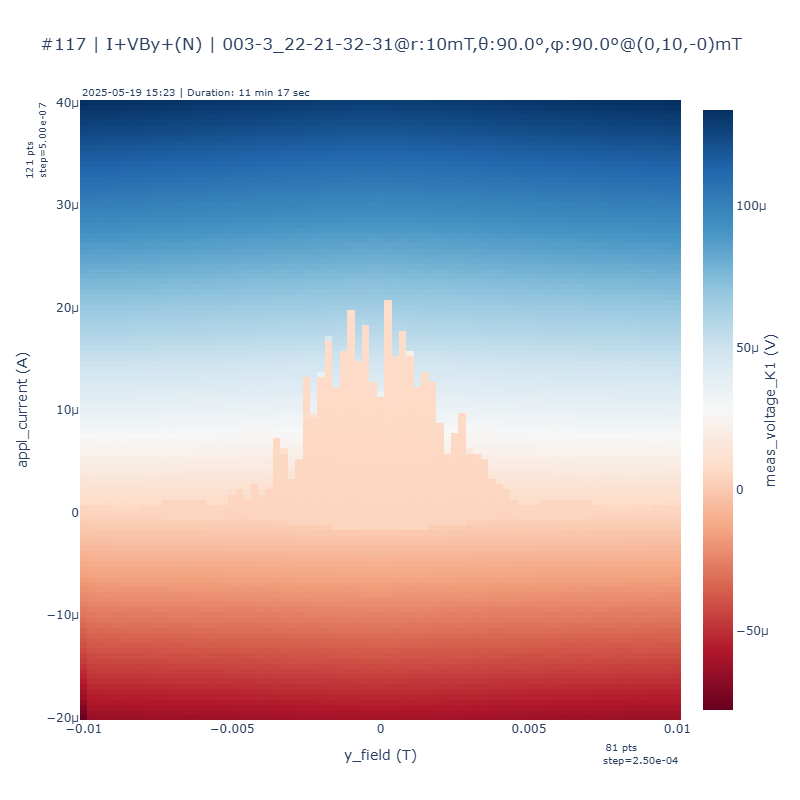 #117 | I+VBy+(N) | 003-3_22-21-32-31@r:10mT,θ:90.0º,φ:90.0º@(0,10,-0)mT
2025-05-19 15:23 | Duration: 11 min 17 sec
121 pts
step=5.00e-07
40μ
30μ
20μ
10μ
0
−10μ
−20μ
appl_current (A)
−0.01
−0.005
0
0.005
0.01
y_field (T)
81 pts
step=2.50e-04
100μ
50μ
0
−50μ
meas_voltage_K1 (V)